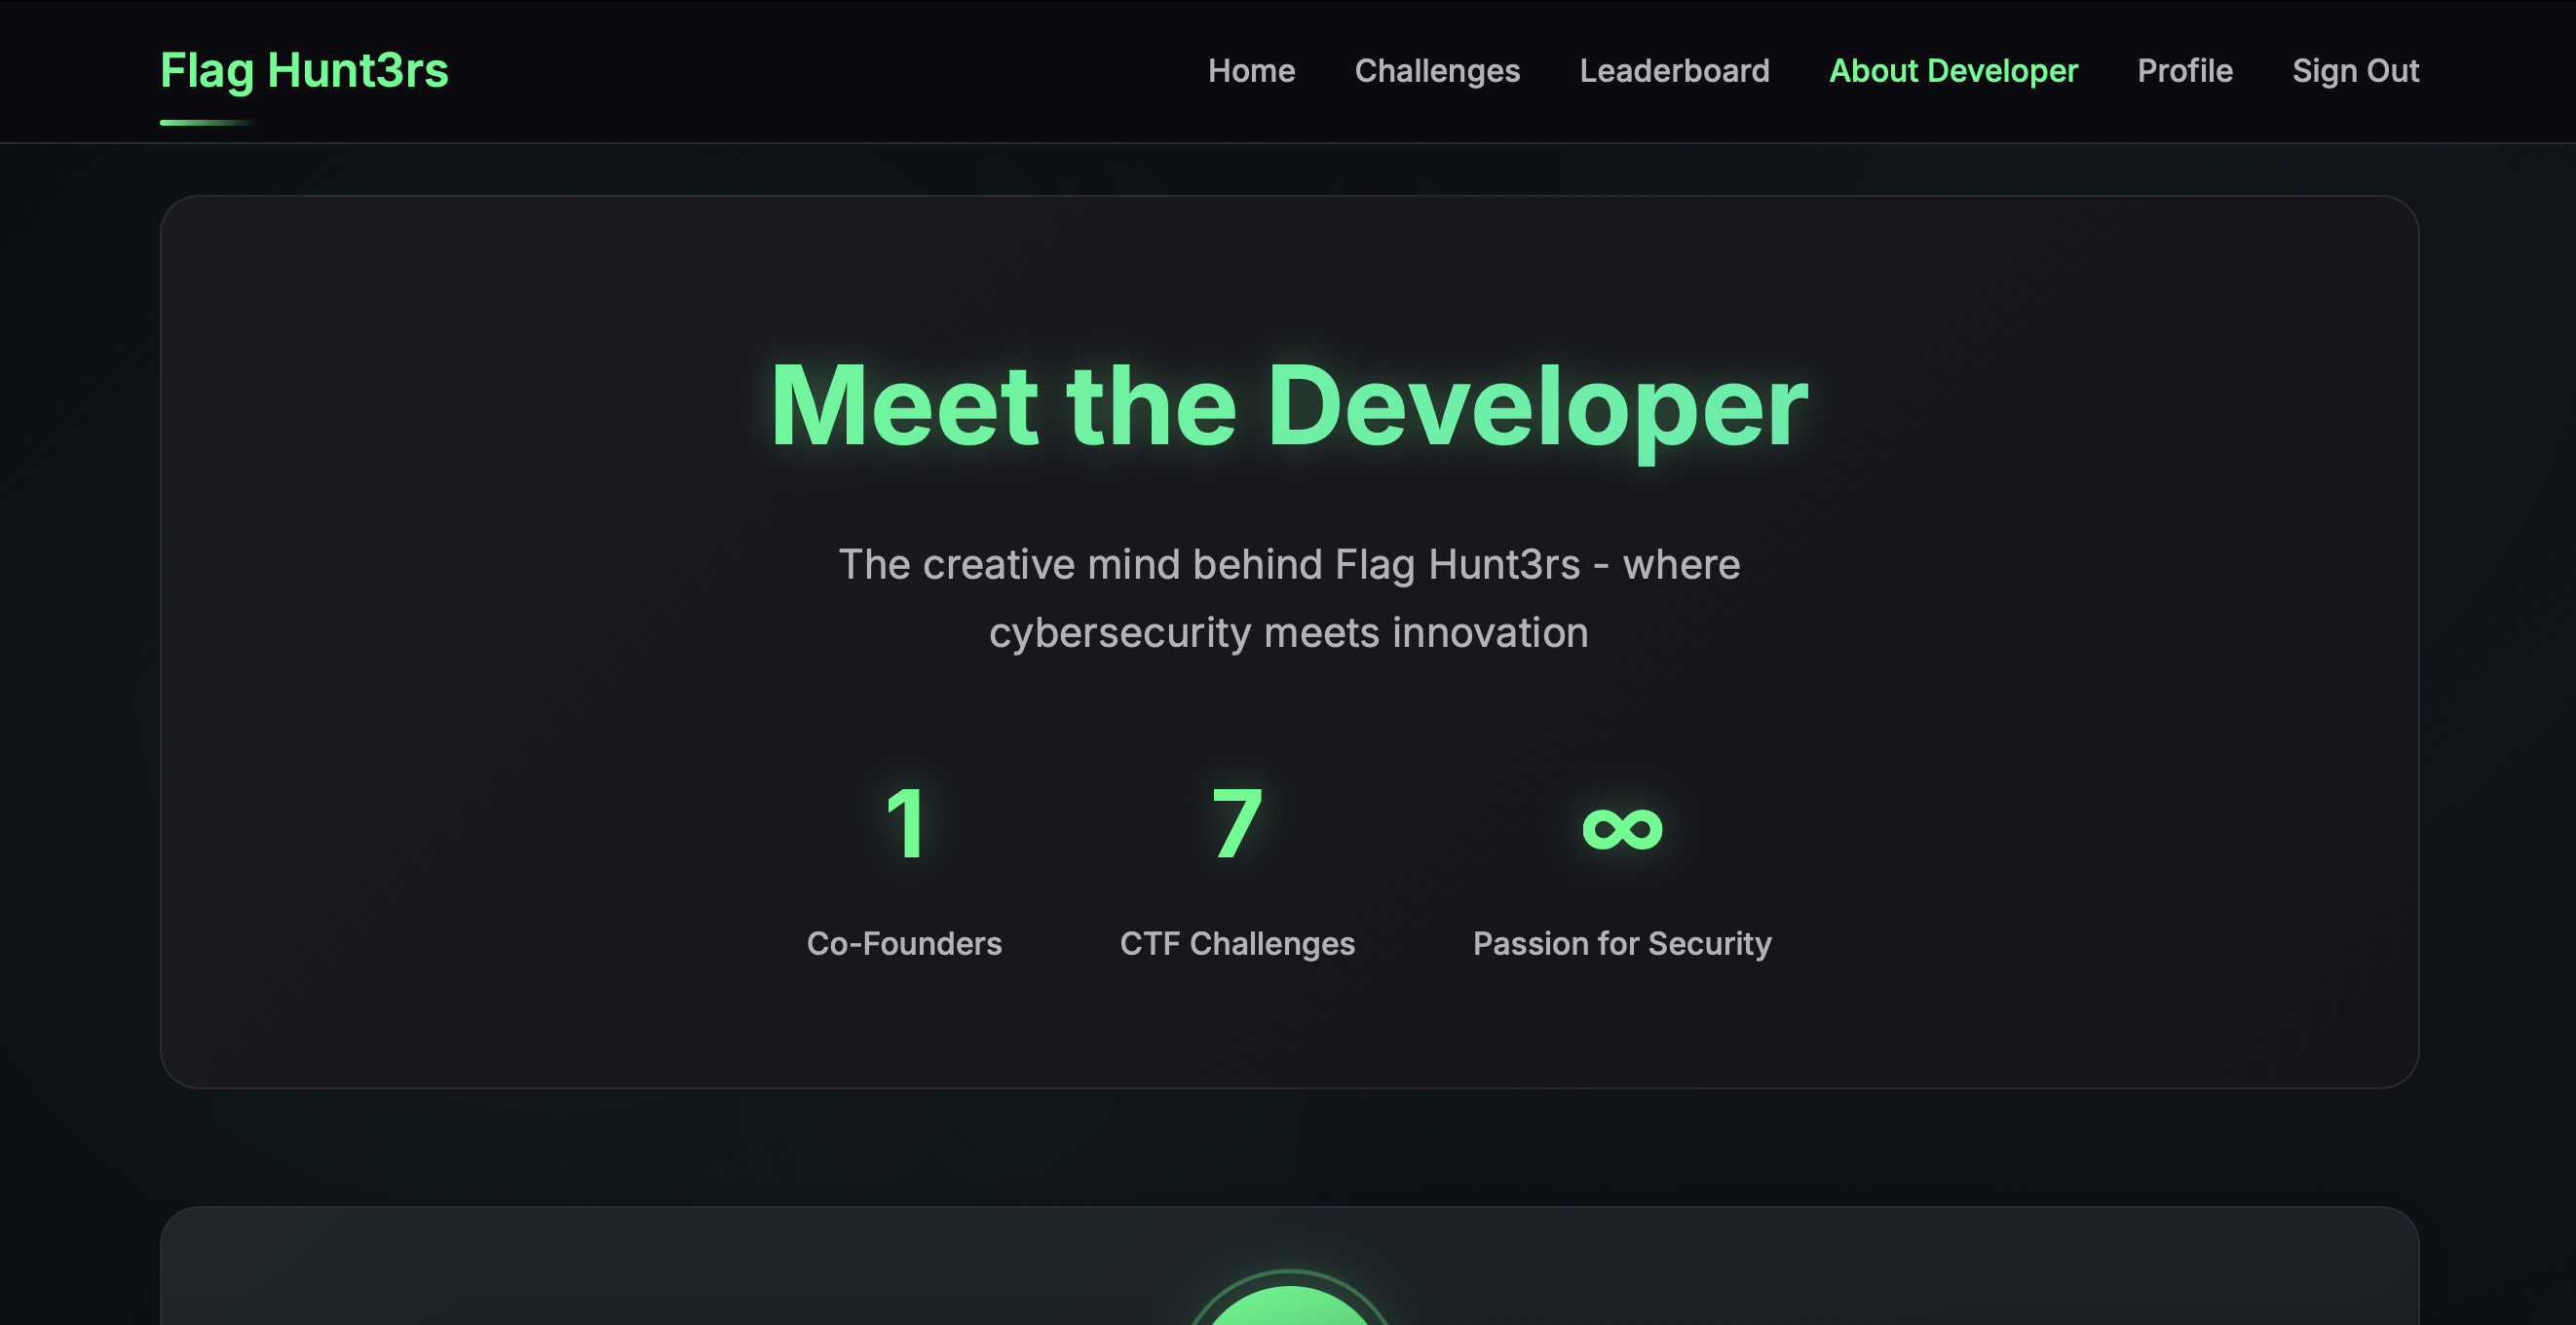 Flag Hunt3rs
Home Challenges Leaderboard About Developer Profile Sign Out
Meet the Developer
The creative mind behind Flag Hunt3rs - where
cybersecurity meets innovation
1 7 ∞
Co-Founders CTF Challenges Passion for Security